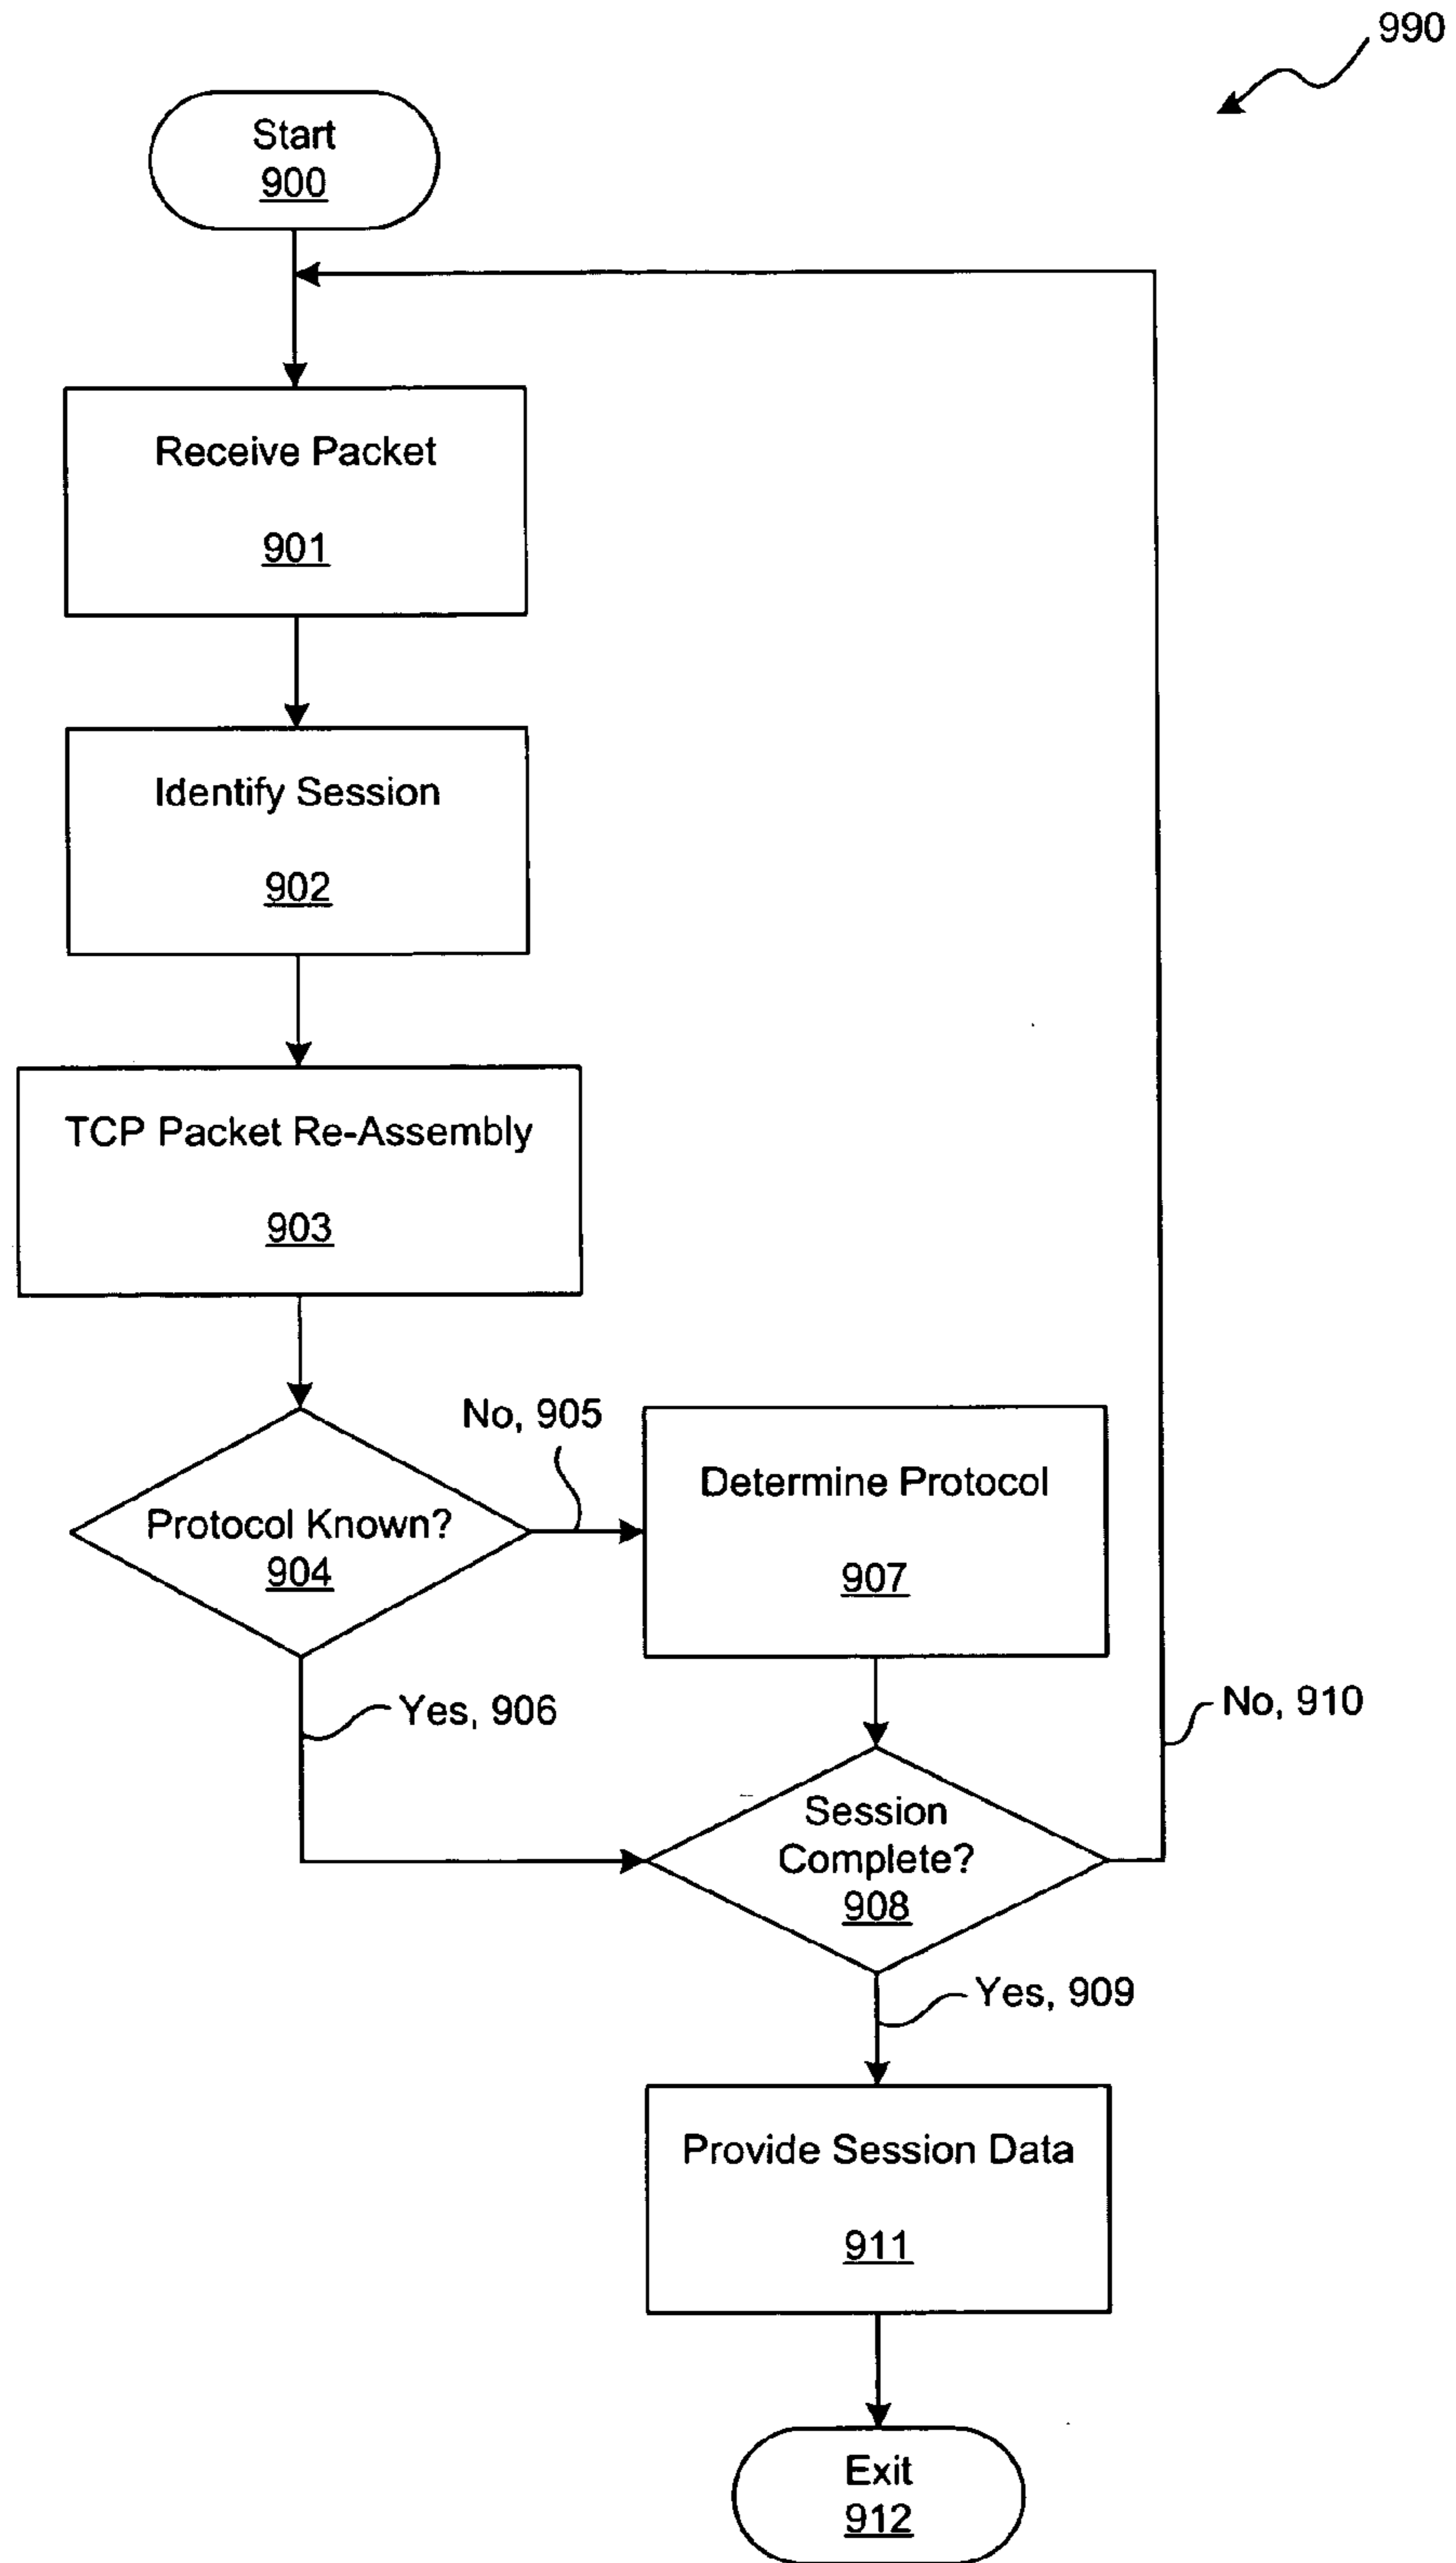 990
Start
900
Receive Packet
901
Identify Session
902
TCP Packet Re-Assembly
903
No, 905
Protocol Known?
904
Determine Protocol
907
Yes, 906
No, 910
Session
Complete?
908
Yes, 909
Provide Session Data
911
Exit
912